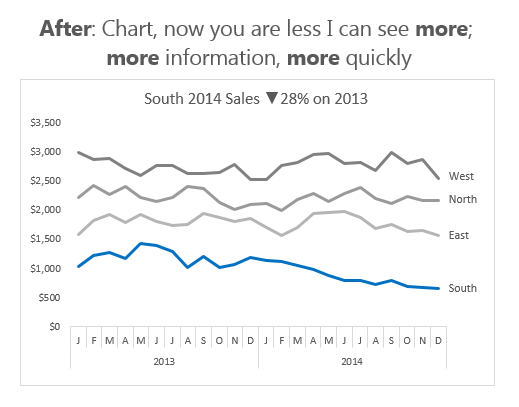 After: Chart, now you are less I can see more;
more information, more quickly
South 2014 Sales ▼28% on 2013
$3,500
$3,000
$2,500
$2,000
$1,500
$1,000
$500
$0
West
North
East
South
J F M A M J J A S O N D J F M A M J J A S O N D
2013 2014